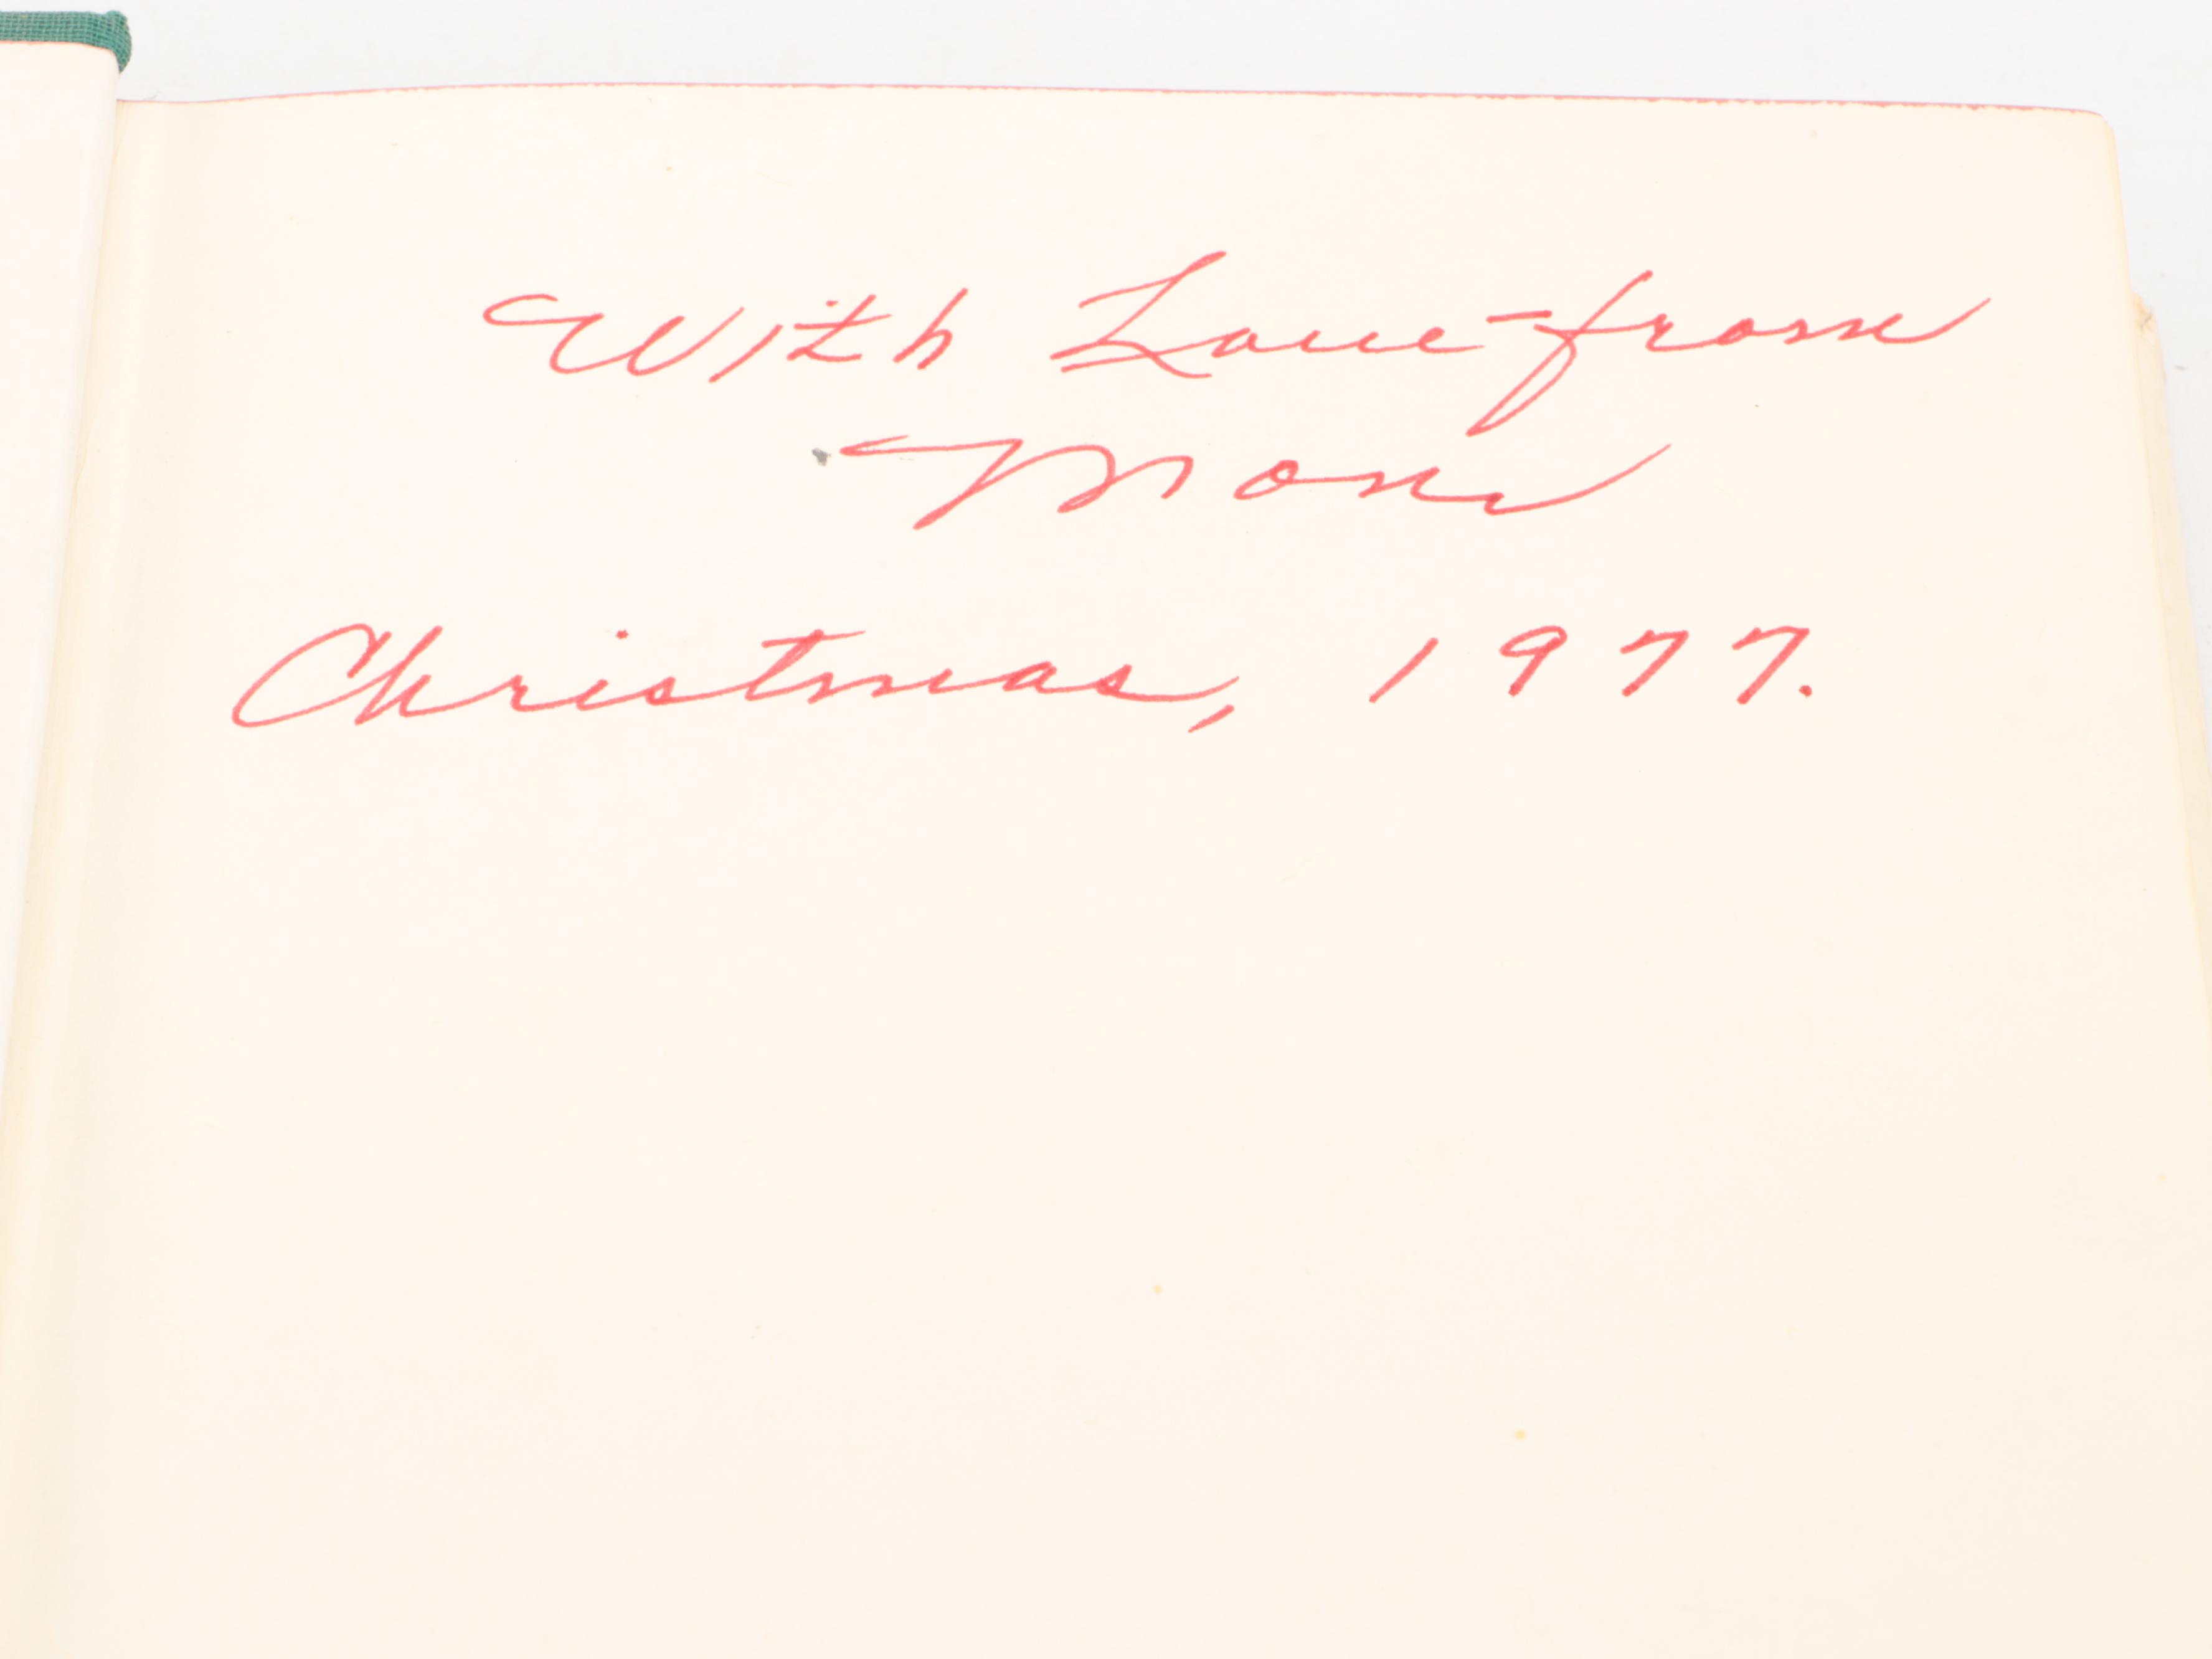 With Love-from
Mom
Christmas, 1977.